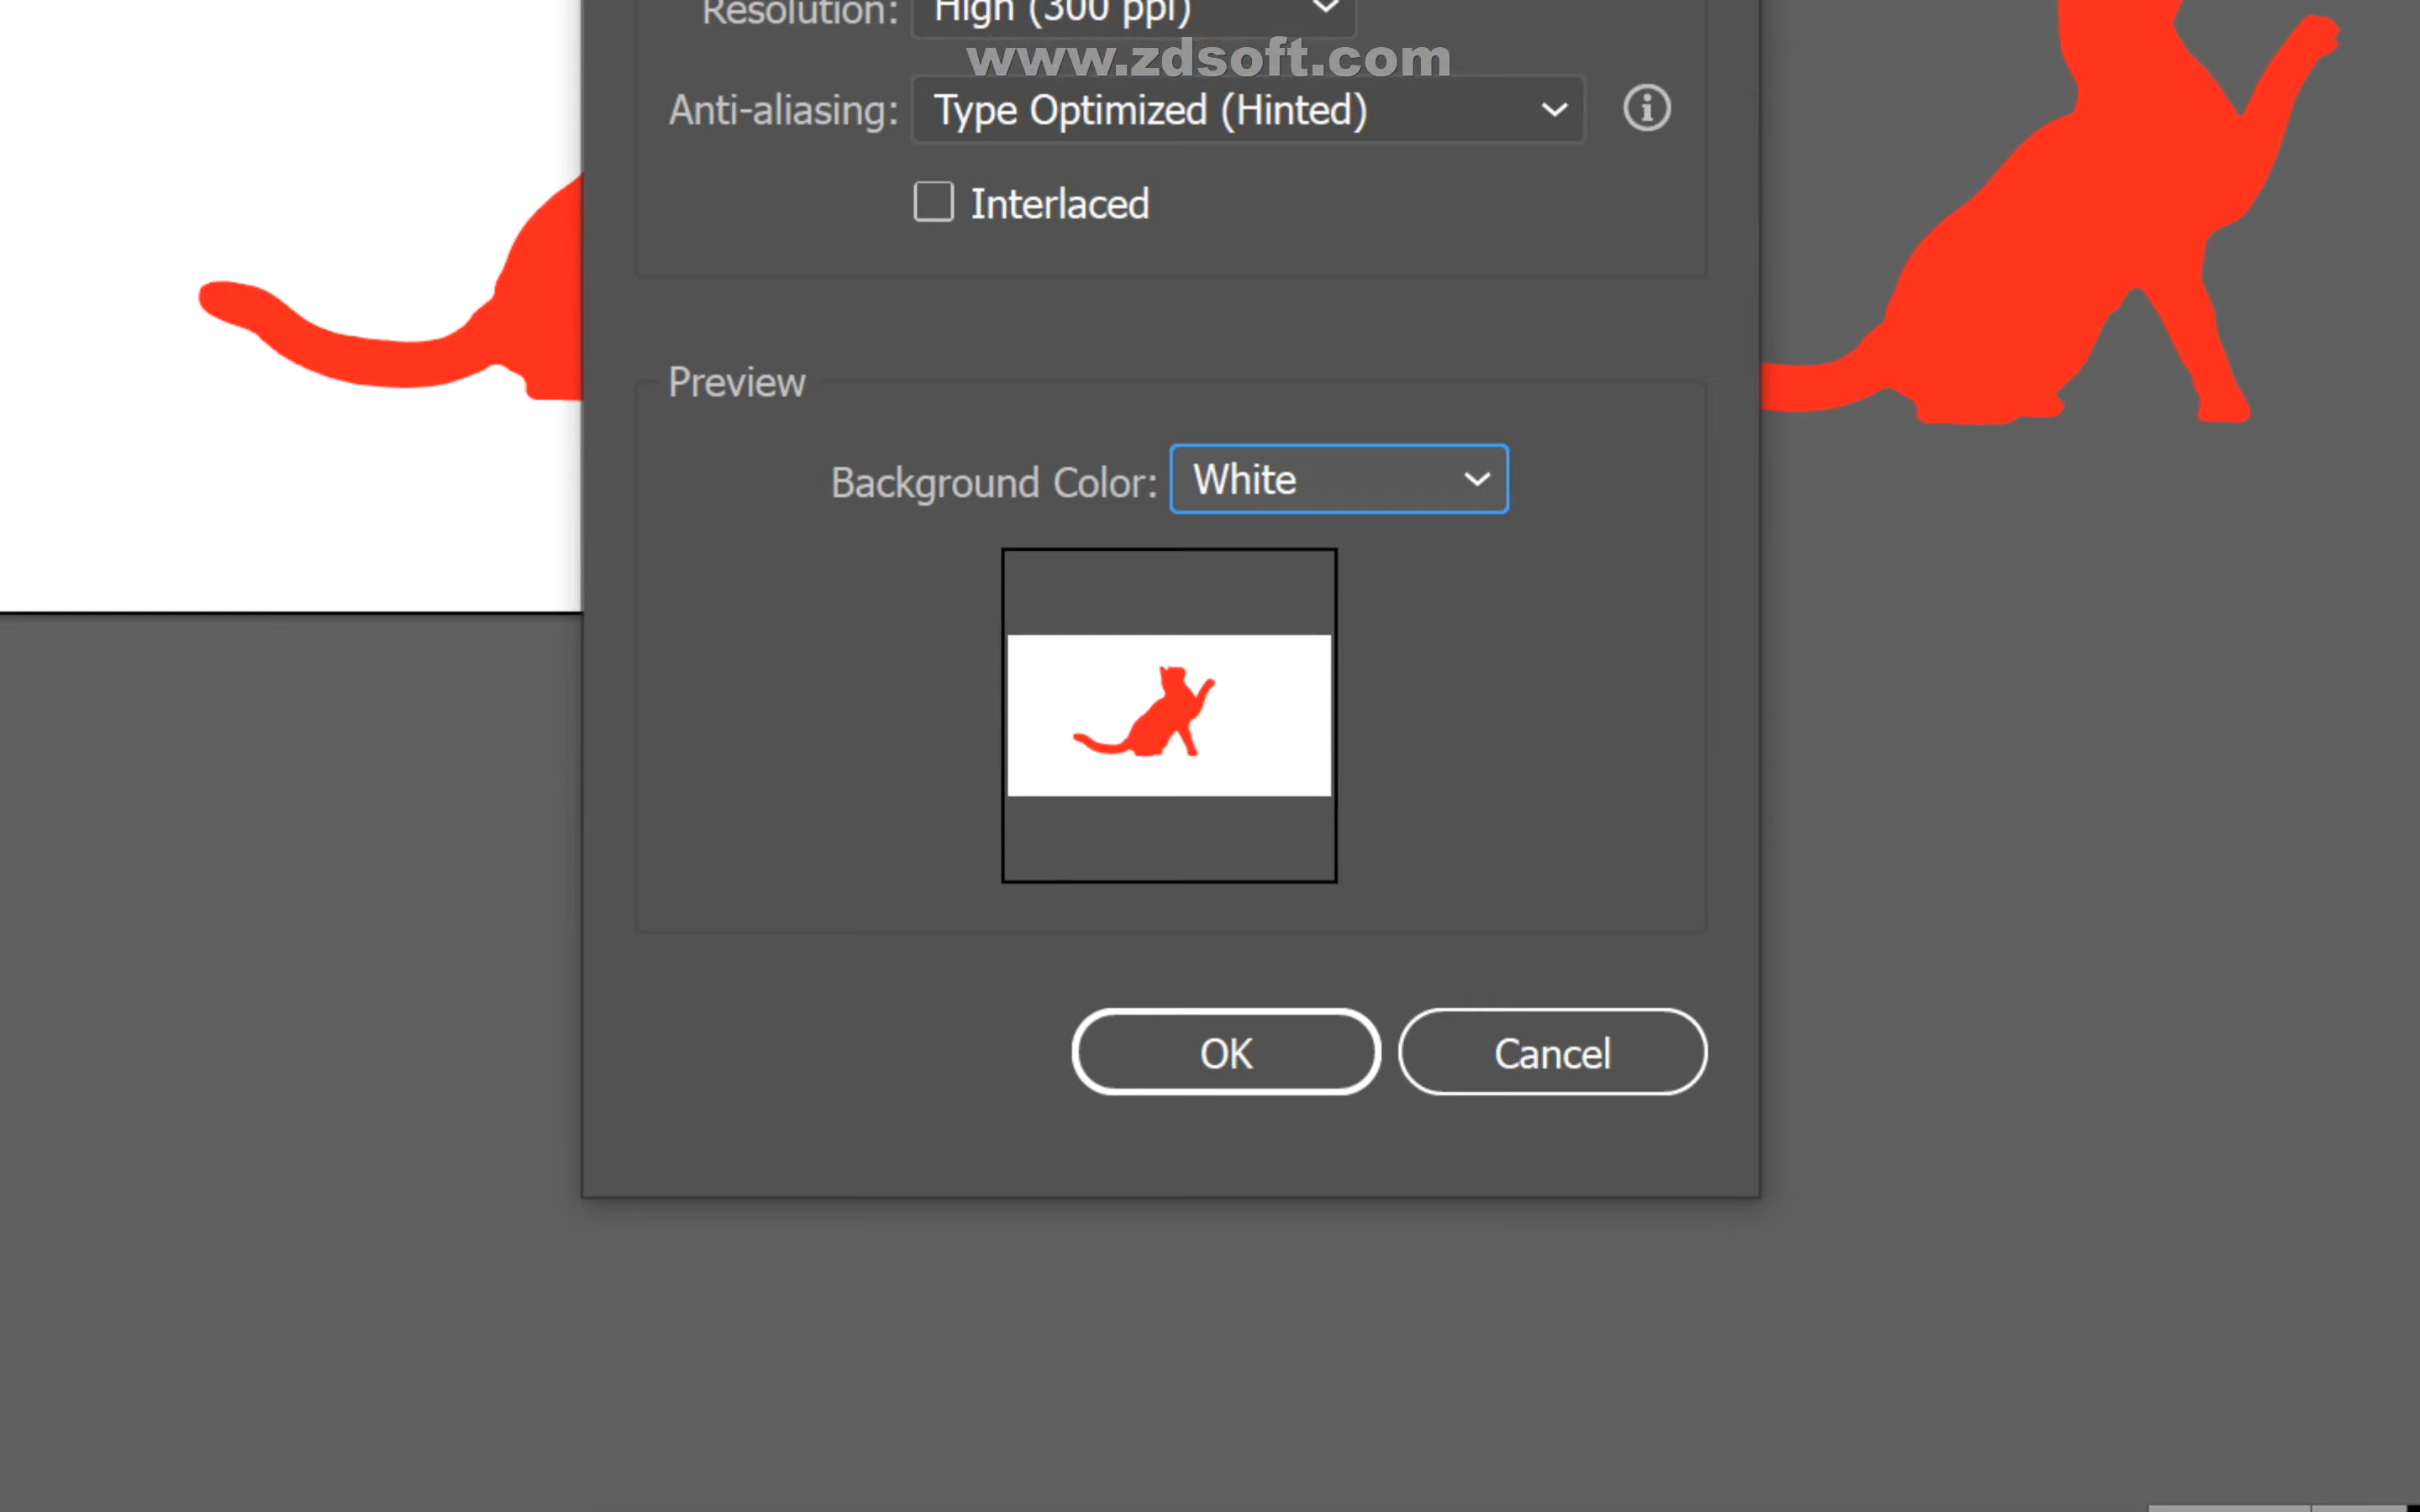 Resolution: High (300 ppi)
www.zdsoft.com
Anti-aliasing: Type Optimized (Hinted)
Interlaced
Preview
Background Color: White
OK Cancel